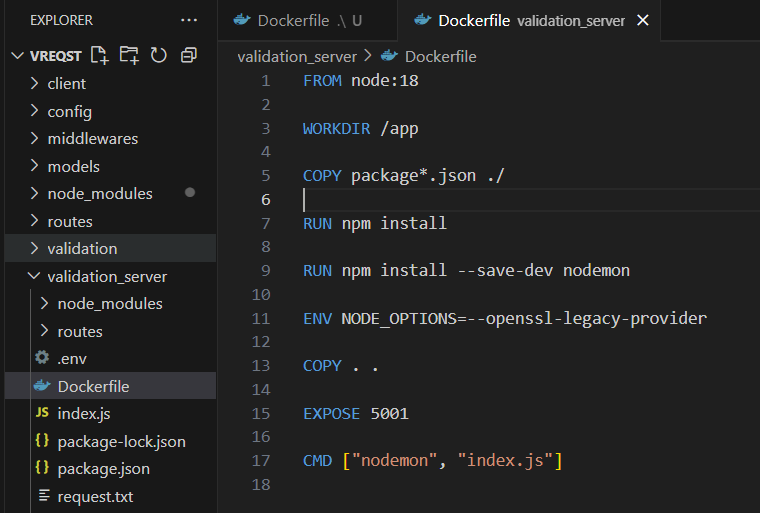 EXPLORER
VREQST
client
config
middlewares
models
node_modules
routes
validation
validation_server
node_modules
routes
.env
Dockerfile
JS index.js
{} package-lock.json
{} package.json
request.txt
Dockerfile .\ U
Dockerfile validation_server
validation_server > Dockerfile
1 FROM node:18
2
3 WORKDIR /app
4
5 COPY package*.json ./
6
7 RUN npm install
8
9 RUN npm install --save-dev nodemon
10
11 ENV NODE_OPTIONS=--openssl-legacy-provider
12
13 COPY . .
14
15 EXPOSE 5001
16
17 CMD ["nodemon", "index.js"]
18